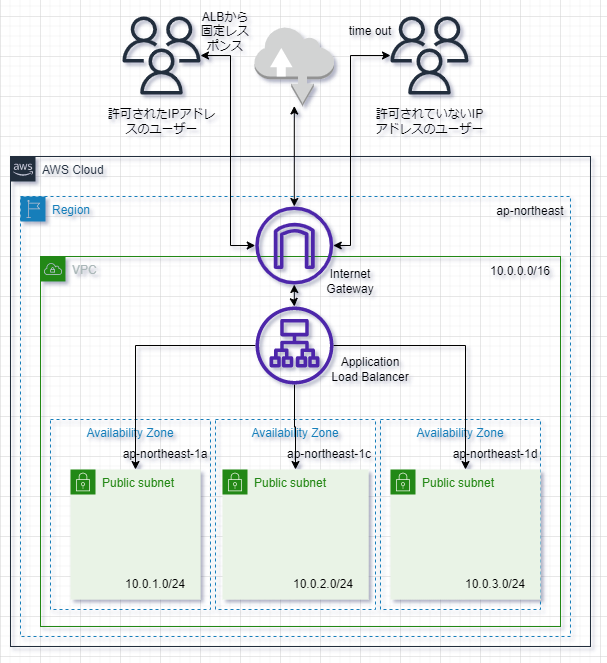 ALBから
固定レス
ポンス
time out
許可されたIPアドレ
スのユーザー
許可されていないIP
アドレスのユーザー
aws
AWS Cloud
Region
ap-northeast
VPC
10.0.0.0/16
Internet
Gateway
Application
Load Balancer
Availability Zone
Availability Zone
Availability Zone
ap-northeast-1a
ap-northeast-1c
ap-northeast-1d
Public subnet
Public subnet
Public subnet
10.0.1.0/24
10.0.2.0/24
10.0.3.0/24